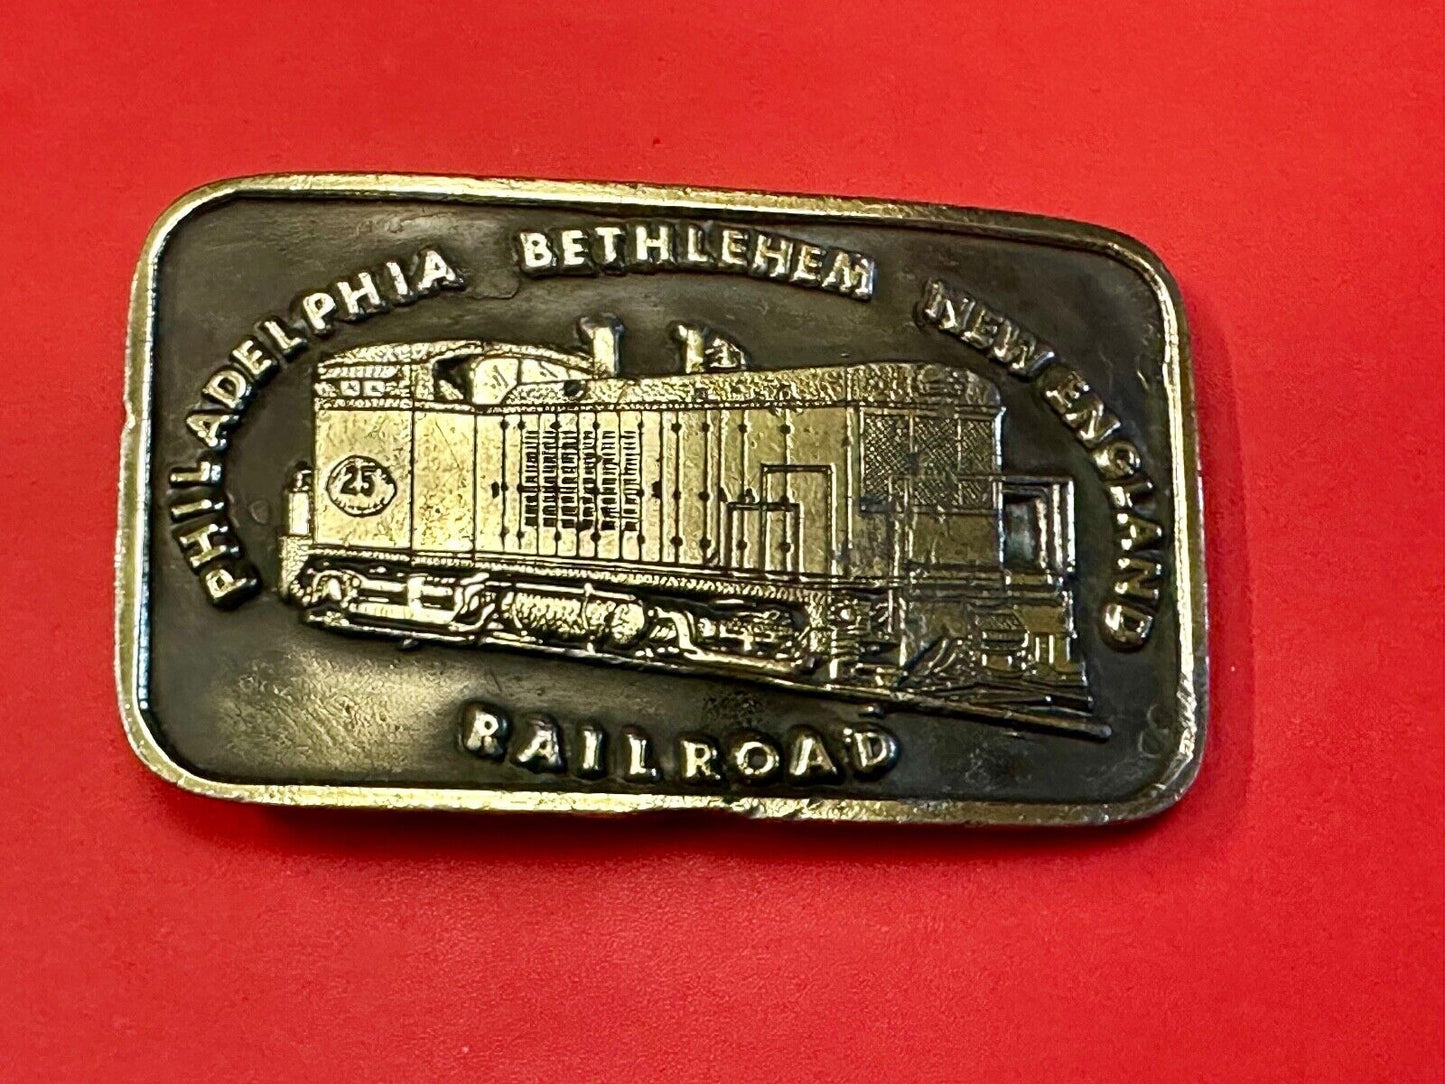 PHILADELPHIA BETHLEHEM NEW ENGLAND
25
RAILROAD